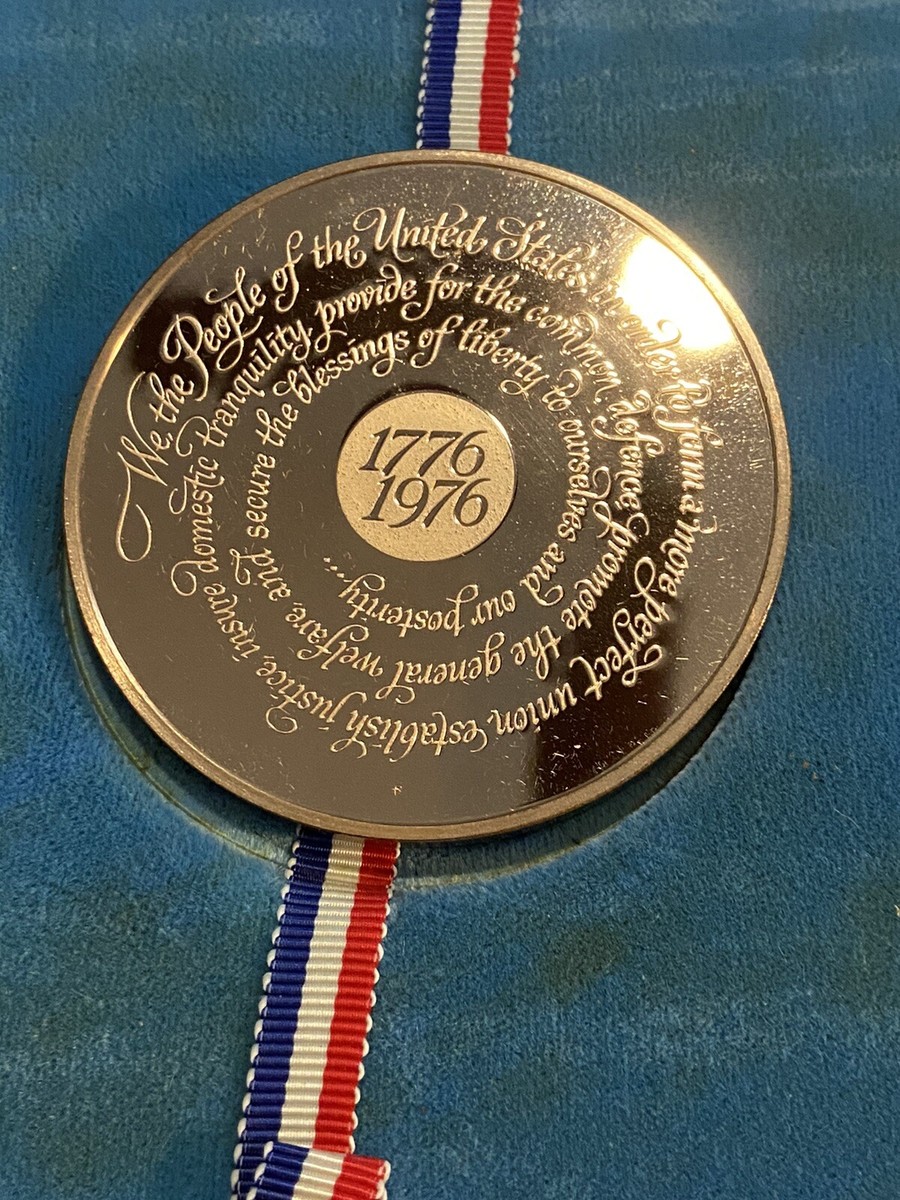 We, the People of the United States, in order to form a more perfect union, establish justice, insure domestic tranquility, provide for the common defence, promote the general welfare, and secure the blessings of liberty to ourselves and our posterity...
1776
1976